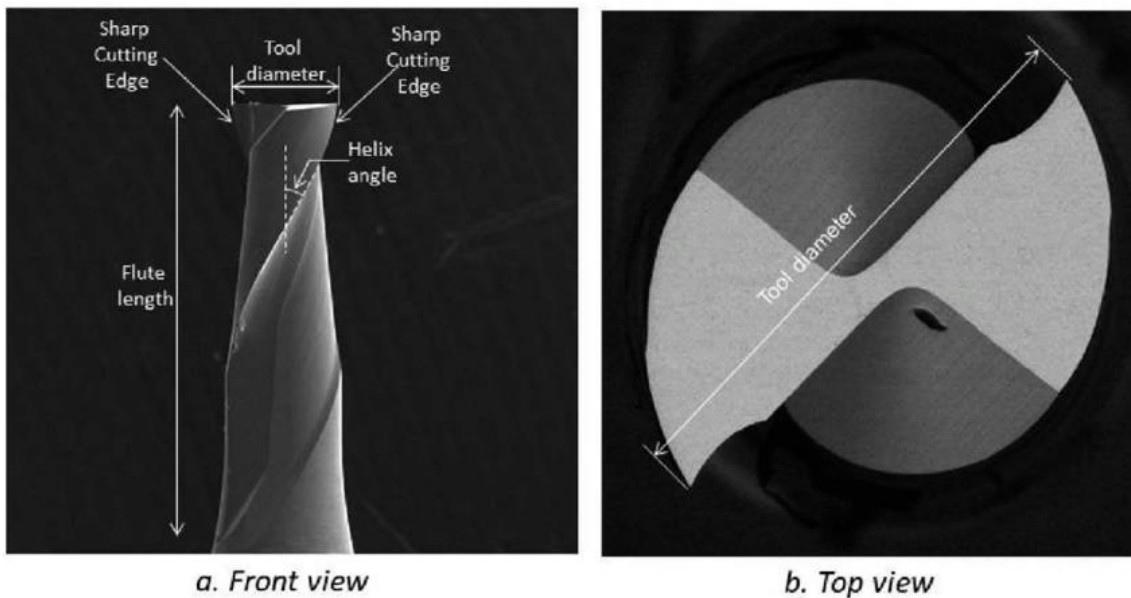 Sharp
Cutting
Edge
Tool
diameter
Sharp
Cutting
Edge
Helix
angle
Flute
length
Tool diameter
a. Front view
b. Top view